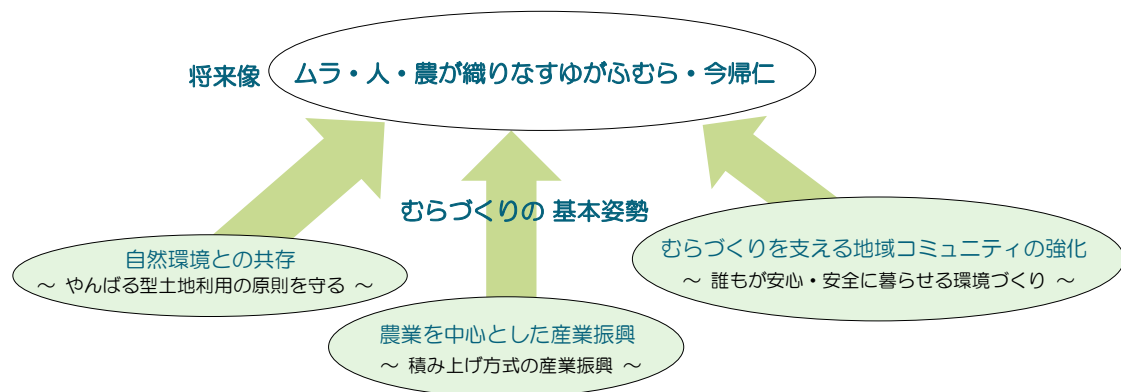 将来像
ムラ・人・農が織りなすゆがふむら・今帰仁
むらづくりの 基本姿勢
自然環境との共存
~ やんばる型土地利用の原則を守る ~
むらづくりを支える地域コミュニティの強化
~ 誰もが安心・安全に暮らせる環境づくり ~
農業を中心とした産業振興
~ 積み上げ方式の産業振興 ~